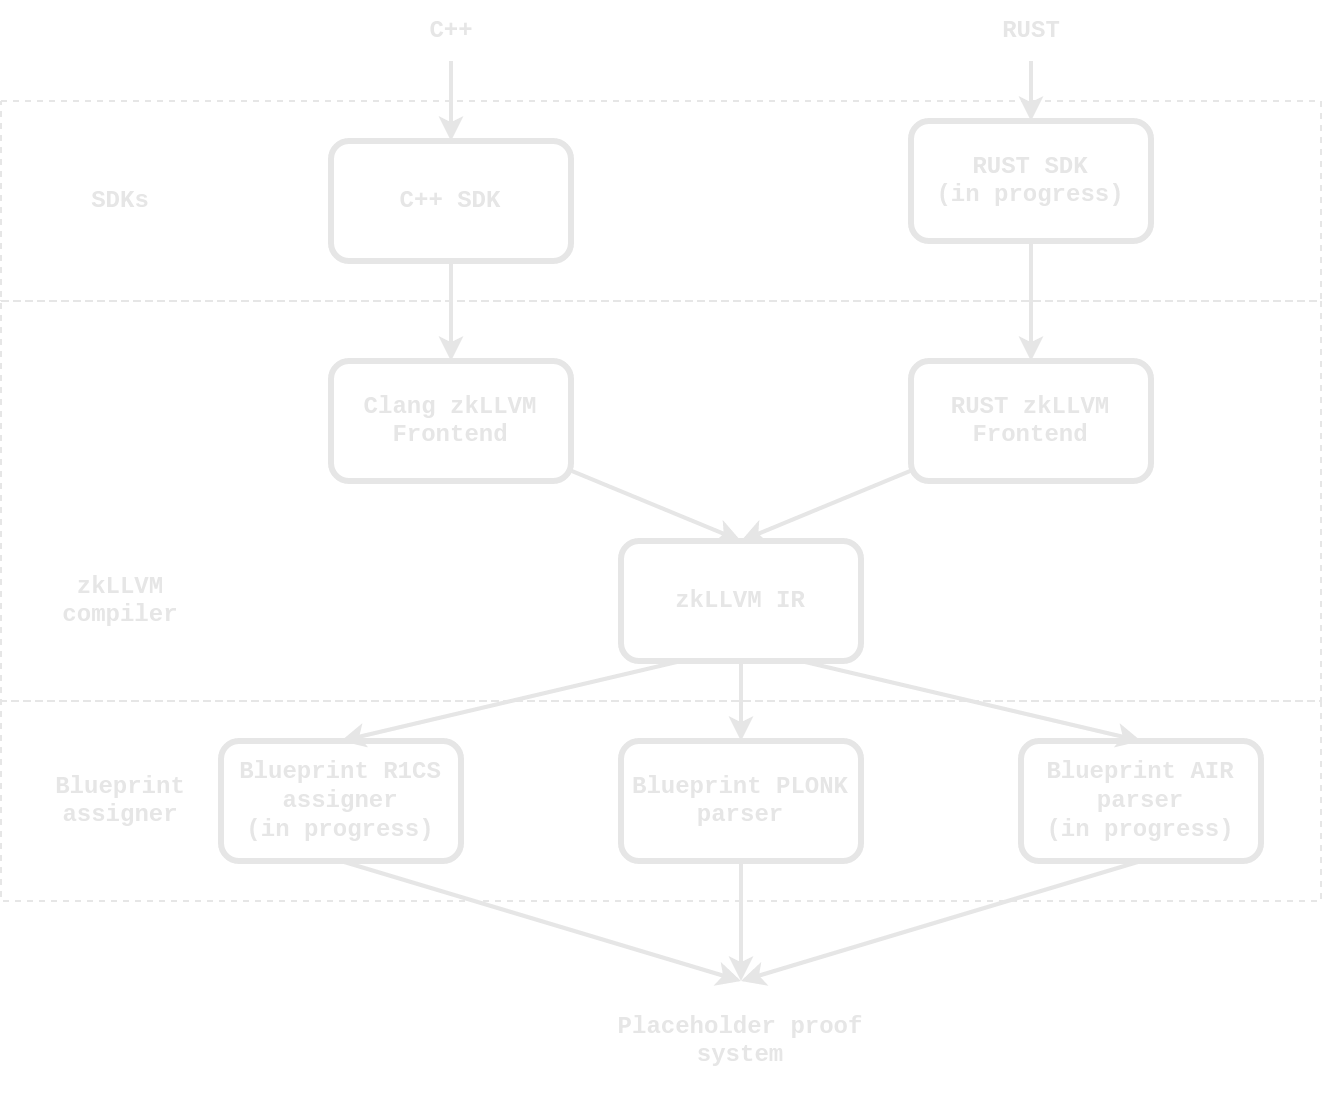 C++
RUST
SDKs
C++ SDK
RUST SDK
(in progress)
Clang zkLLVM
Frontend
RUST zkLLVM
Frontend
zkLLVM
compiler
zkLLVM IR
Blueprint
assigner
Blueprint R1CS
assigner
(in progress)
Blueprint PLONK
parser
Blueprint AIR
parser
(in progress)
Placeholder proof
system